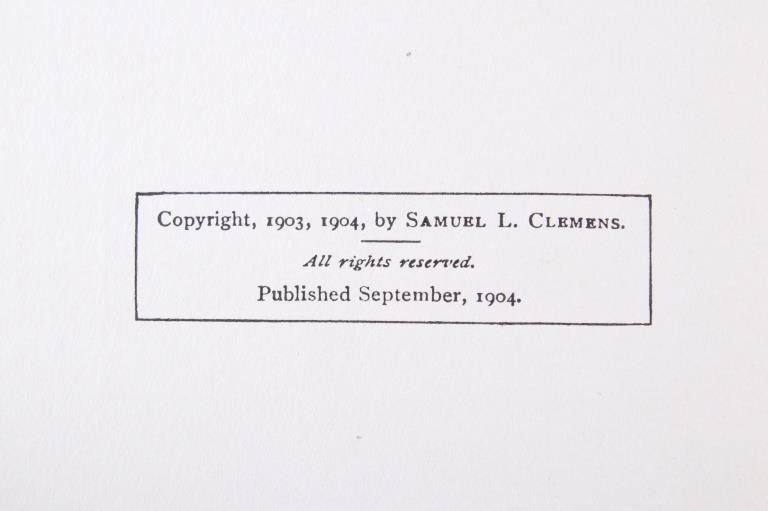 Copyright, 1903, 1904, by SAMUEL L. CLEMENS.
All rights reserved.
Published September, 1904.